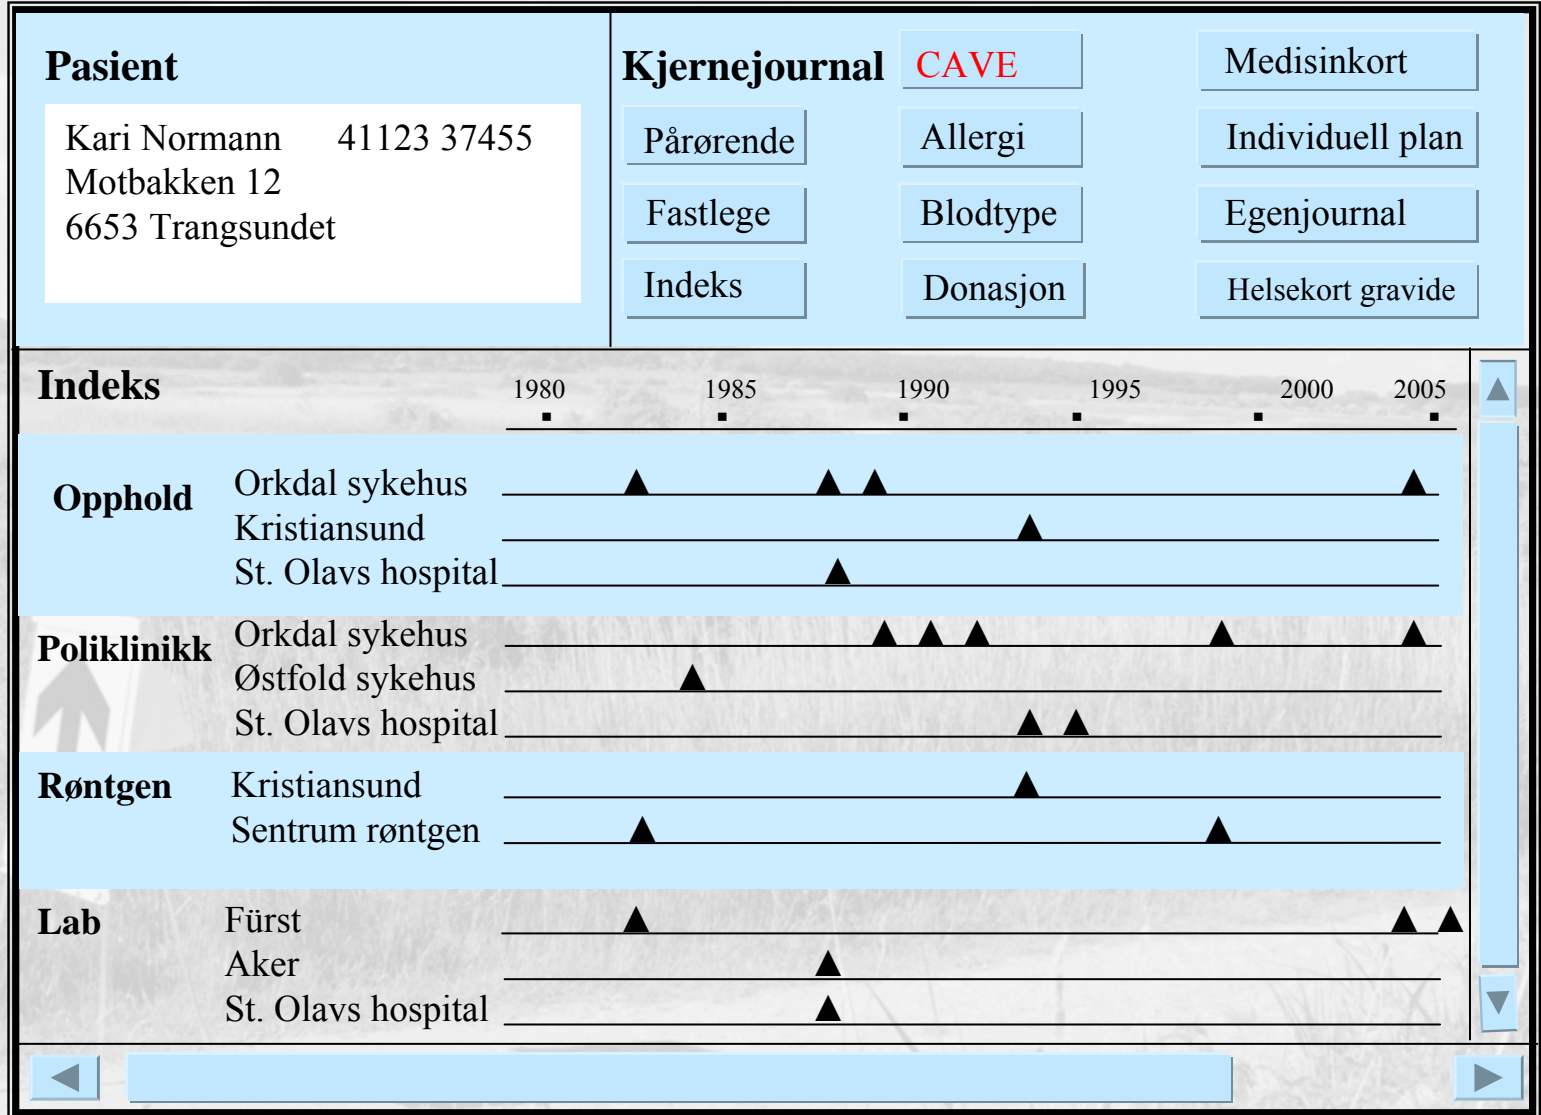 Pasient
Kari Normann 41123 37455
Motbakken 12
6653 Trangsundet
Kjernejournal CAVE Medisinkort
Pårørende Allergi Individuell plan
Fastlege Blodtype Egenjournal
Indeks Donasjon Helsekort gravide
Indeks 1980 1985 1990 1995 2000 2005
Opphold Orkdal sykehus
Kristiansund
St. Olavs hospital
Poliklinikk Orkdal sykehus
Østfold sykehus
St. Olavs hospital
Røntgen Kristiansund
Sentrum røntgen
Lab Fürst
Aker
St. Olavs hospital